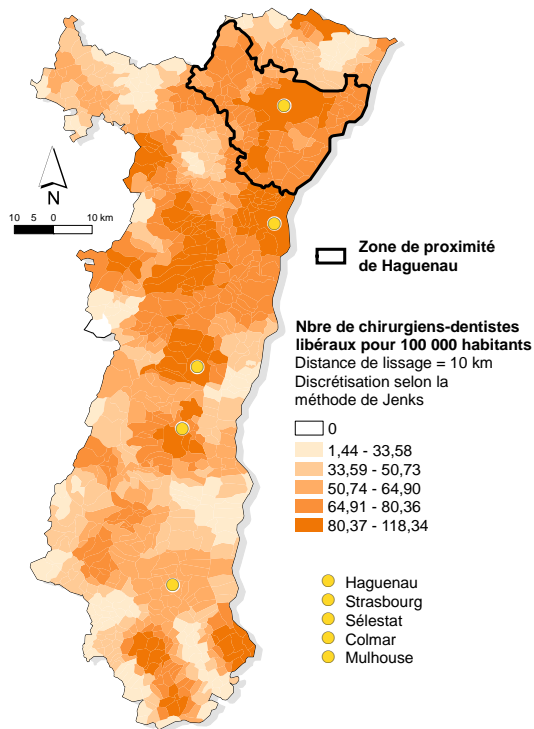 N
10 5 0 10 km
Zone de proximité
de Haguenau
Nbre de chirurgiens-dentistes
libéraux pour 100 000 habitants
Distance de lissage = 10 km
Discrétisation selon la
méthode de Jenks
0
1,44 - 33,58
33,59 - 50,73
50,74 - 64,90
64,91 - 80,36
80,37 - 118,34
Haguenau
Strasbourg
Sélestat
Colmar
Mulhouse